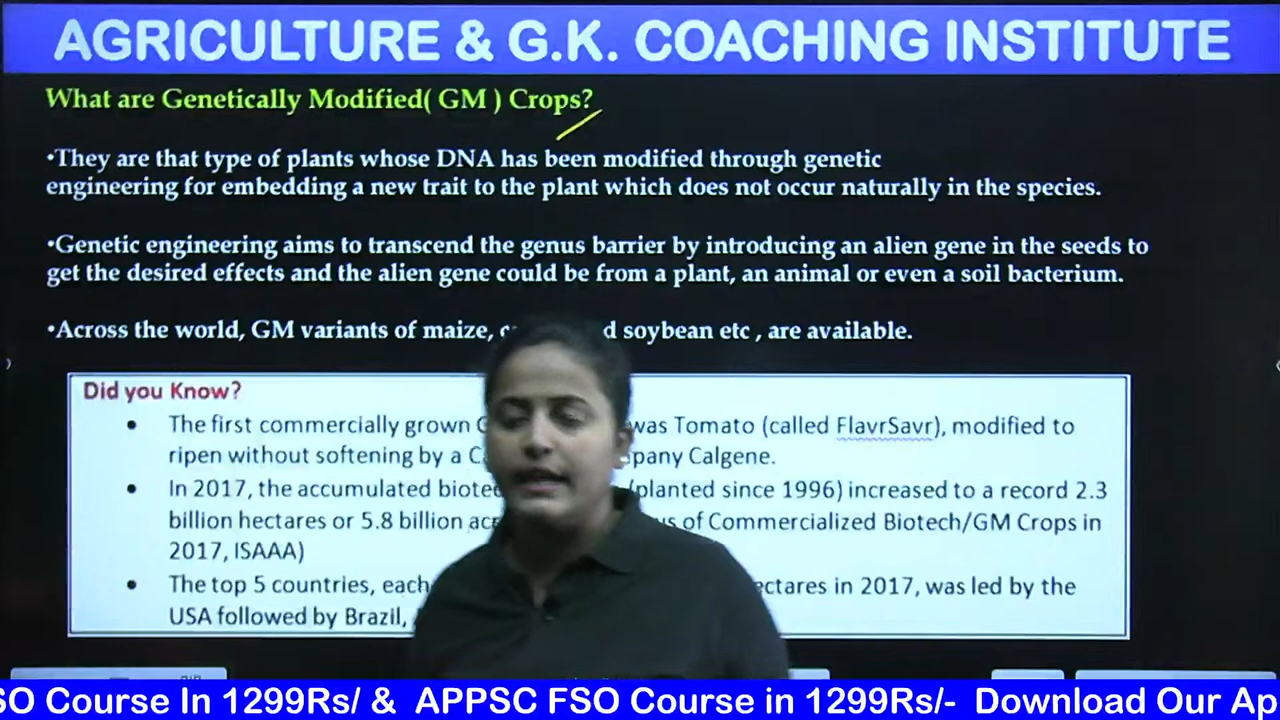 AGRICULTURE & G.K. COACHING INSTITUTE
What are Genetically Modified( GM ) Crops?
•They are that type of plants whose DNA has been modified through genetic
engineering for embedding a new trait to the plant which does not occur naturally in the species.
•Genetic engineering aims to transcend the genus barrier by introducing an alien gene in the seeds to
get the desired effects and the alien gene could be from a plant, an animal or even a soil bacterium.
•Across the world, GM variants of maize, soybean etc , are available.
Did you Know?
• The first commercially grown was Tomato (called FlavrSavr), modified to
ripen without softening by a Calgene.
• In 2017, the accumulated (planted since 1996) increased to a record 2.3
billion hectares or 5.8 billion of Commercialized Biotech/GM Crops in
2017, ISAAA)
• The top 5 countries, each in 2017, was led by the
USA followed by Brazil,
SO Course In 1299Rs/ & APPSC FSO Course in 1299Rs/- Download Our Ap